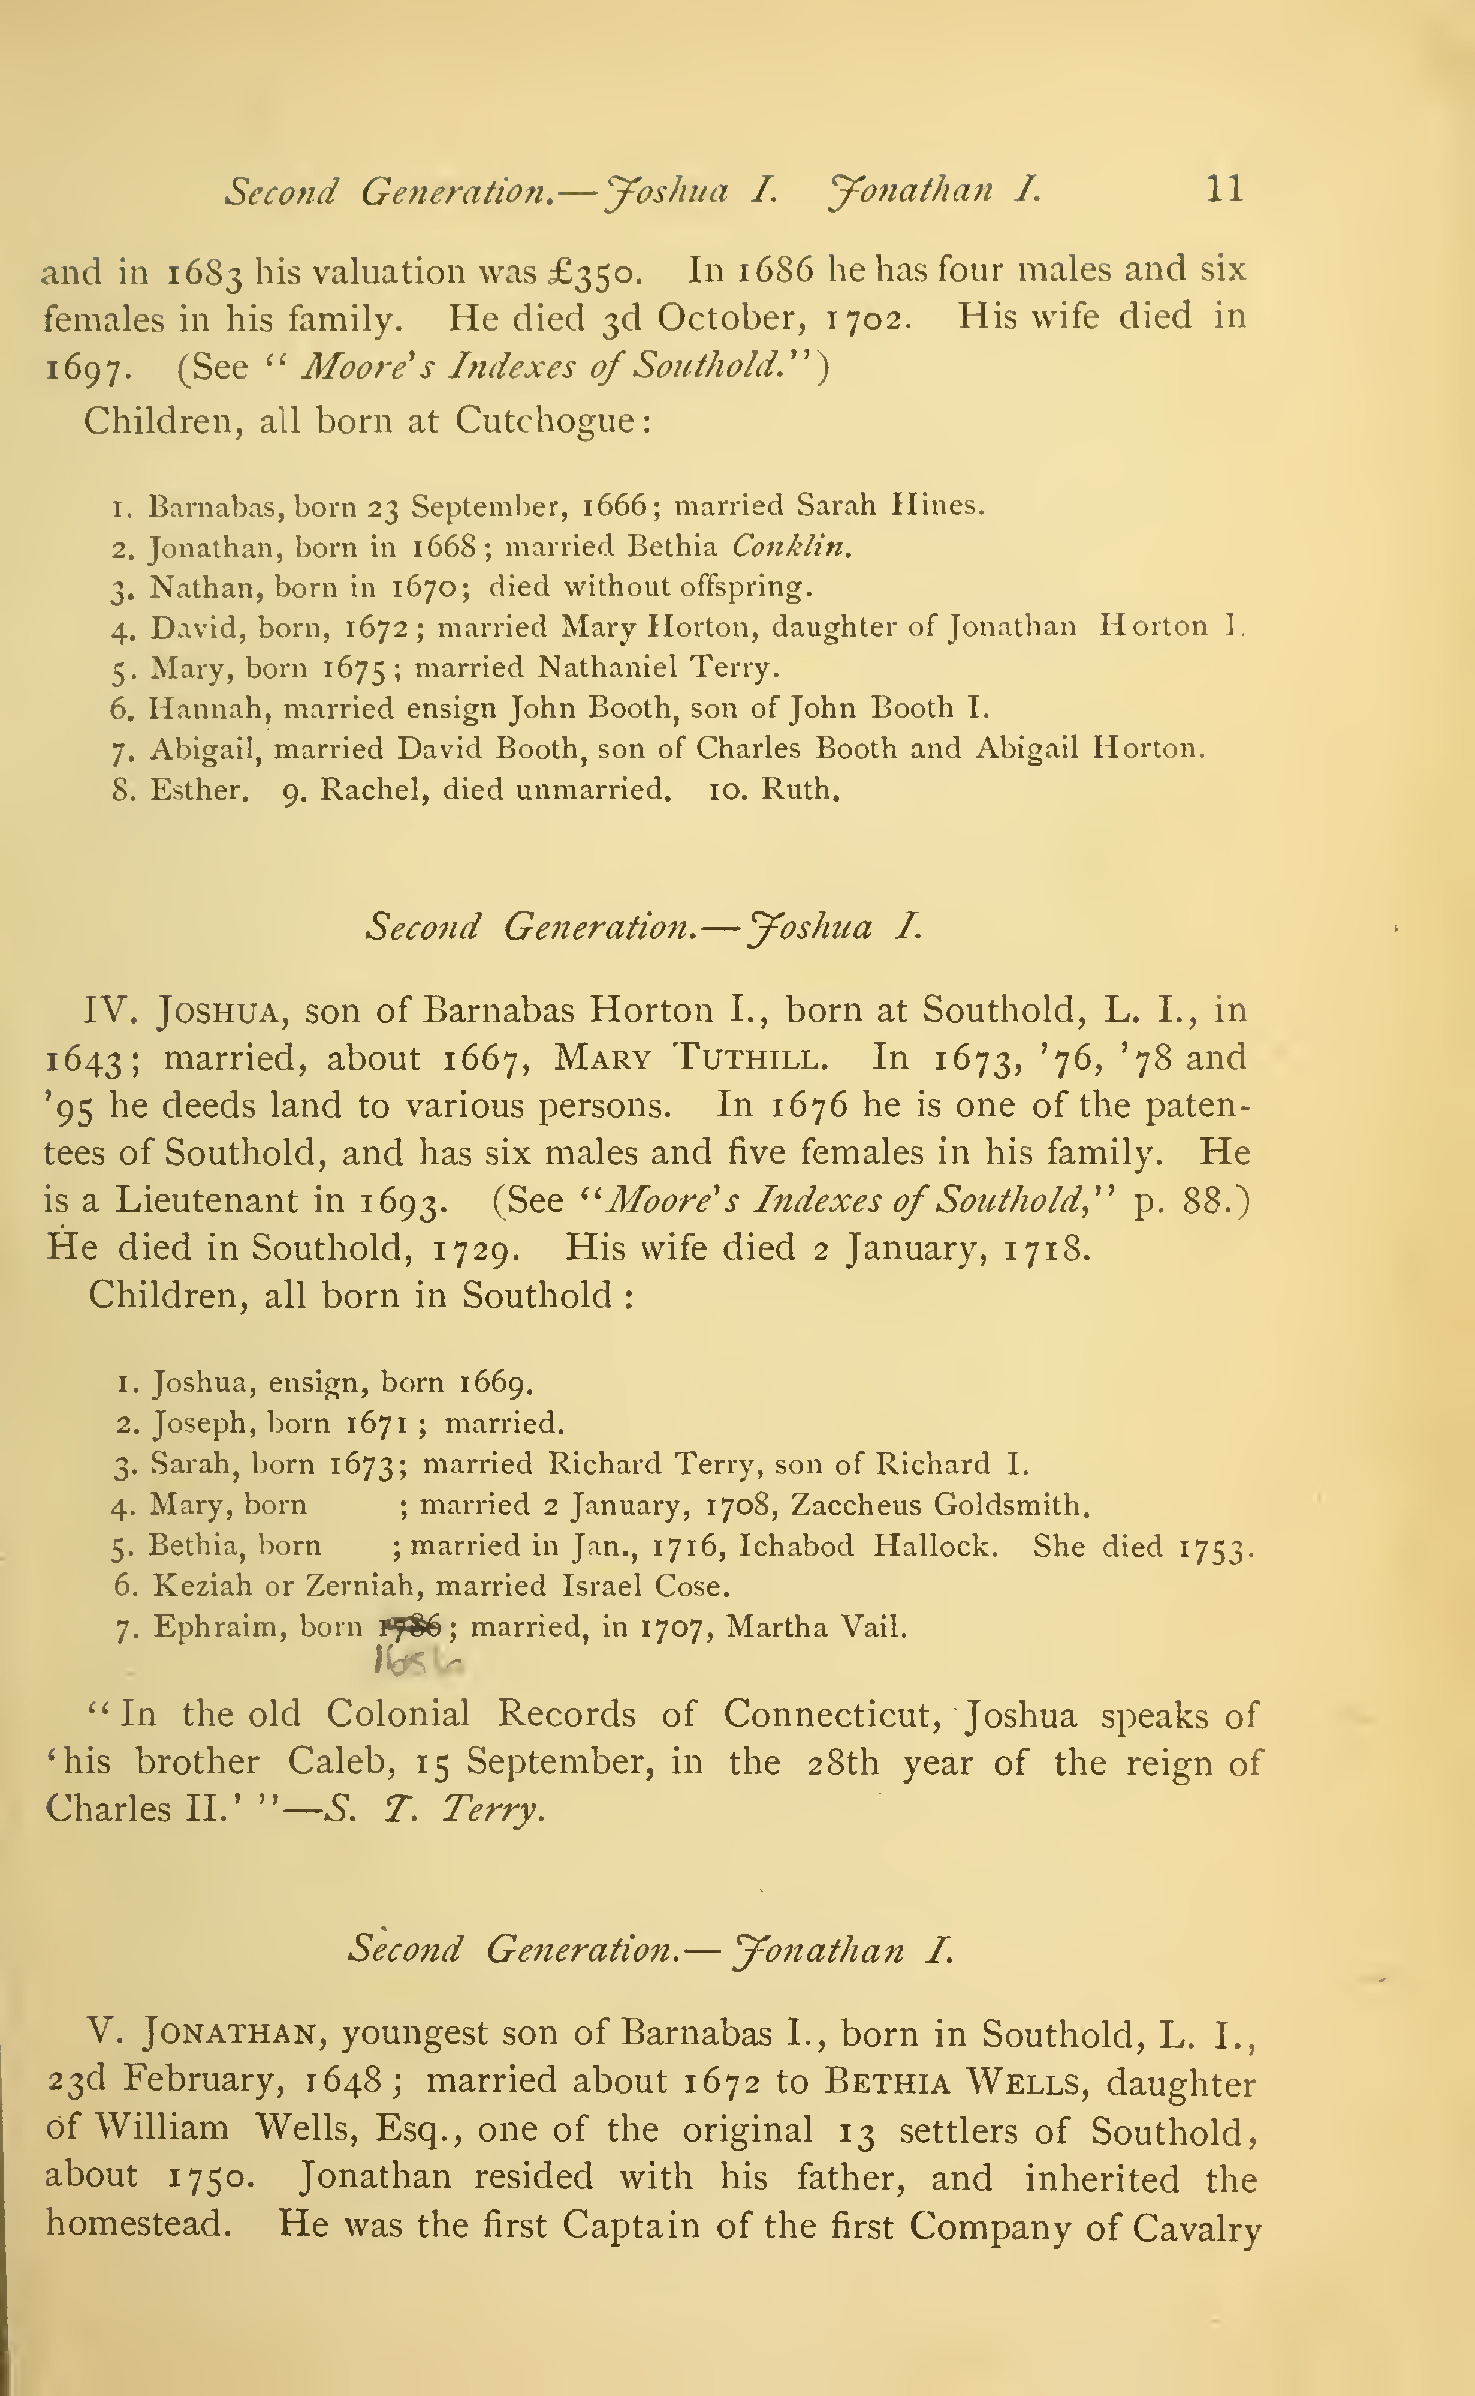 Second Generation.—Joshua I. Jonathan I. 11
and in 1683 his valuation was £350. In 1686 he has four males and six
females in his family. He died 3d October, 1702. His wife died in
1697. (See "Moore's Indexes of Southold.")
Children, all born at Cutchogue:
1. Barnabas, born 23 September, 1666; married Sarah Hines.
2. Jonathan, born in 1668; married Bethia Conklin.
3. Nathan, born in 1670; died without offspring.
4. David, born, 1672; married Mary Horton, daughter of Jonathan Horton I.
5. Mary, born 1675; married Nathaniel Terry.
6. Hannah, married ensign John Booth, son of John Booth I.
7. Abigail, married David Booth, son of Charles Booth and Abigail Horton.
8. Esther. 9. Rachel, died unmarried. 10. Ruth.
Second Generation.—Joshua I.
IV. Joshua, son of Barnabas Horton I., born at Southold, L. I., in
1643; married, about 1667, Mary Tuthill. In 1673, '76, '78 and
'95 he deeds land to various persons. In 1676 he is one of the paten-
tees of Southold, and has six males and five females in his family. He
is a Lieutenant in 1693. (See "Moore's Indexes of Southold," p. 88.)
He died in Southold, 1729. His wife died 2 January, 1718.
Children, all born in Southold :
1. Joshua, ensign, born 1669.
2. Joseph, born 1671 ; married.
3. Sarah, born 1673; married Richard Terry, son of Richard I.
4. Mary, born ; married 2 January, 1708, Zaccheus Goldsmith.
5. Bethia, born ; married in Jan., 1716, Ichabod Hallock. She died 1753.
6. Keziah or Zerniah, married Israel Cose.
7. Ephraim, born 1786; married, in 1707, Martha Vail.
"In the old Colonial Records of Connecticut, Joshua speaks of
'his brother Caleb, 15 September, in the 28th year of the reign of
Charles II.' "—S. T. Terry.
Second Generation.—Jonathan I.
V. Jonathan, youngest son of Barnabas I., born in Southold, L. I.,
23d February, 1648; married about 1672 to Bethia Wells, daughter
of William Wells, Esq., one of the original 13 settlers of Southold,
about 1750. Jonathan resided with his father, and inherited the
homestead. He was the first Captain of the first Company of Cavalry